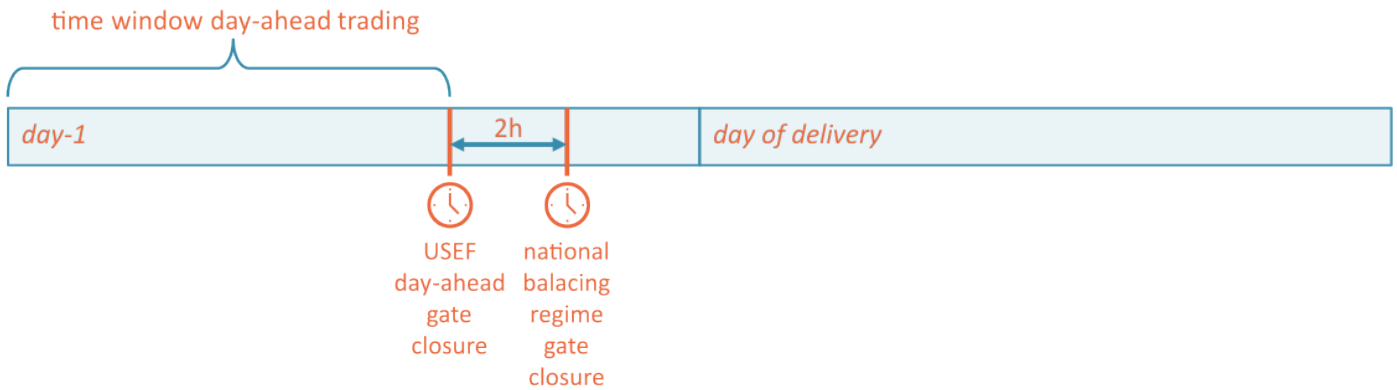 time window day-ahead trading
day-1
2h
day of delivery
USEF
day-ahead
gate
closure
national
balacing
regime
gate
closure